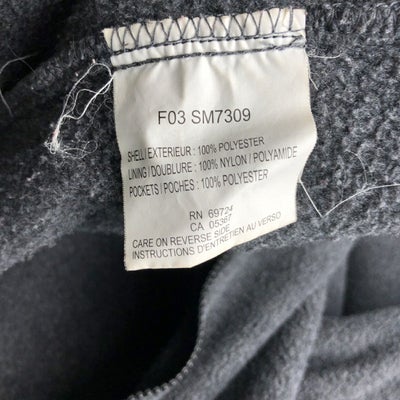 F03 SM7309
SHELL/EXTERIEUR : 100% POLYESTER
LINING / DOUBLURE : 100% NYLON / POLYAMIDE
POCKETS / POCHES : 100% POLYESTER
RN 69724
CA 05367
CARE ON REVERSE SIDE
INSTRUCTIONS D'ENTRETIEN AU VERSO